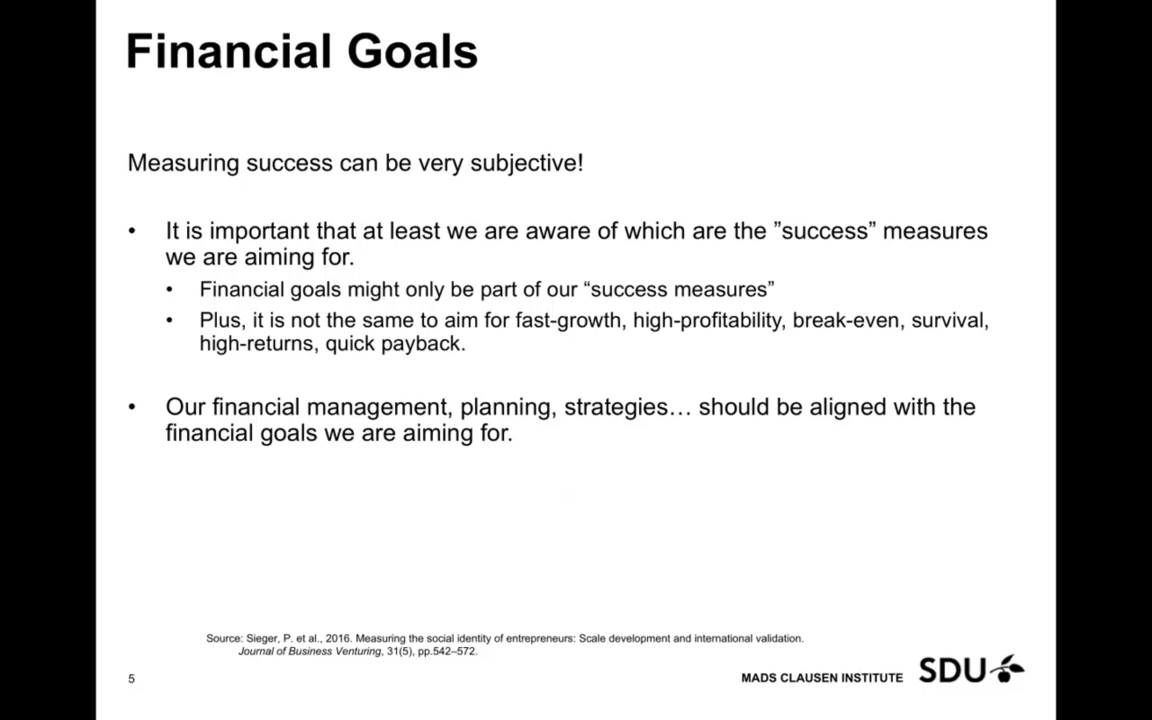 Financial Goals
Measuring success can be very subjective!
• It is important that at least we are aware of which are the ”success” measures
we are aiming for.
• Financial goals might only be part of our “success measures”
• Plus, it is not the same to aim for fast-growth, high-profitability, break-even, survival,
high-returns, quick payback.
• Our financial management, planning, strategies… should be aligned with the
financial goals we are aiming for.
Source: Sieger, P. et al., 2016. Measuring the social identity of entrepreneurs: Scale development and international validation.
Journal of Business Venturing, 31(5), pp.542–572.
5
MADS CLAUSEN INSTITUTE
SDU